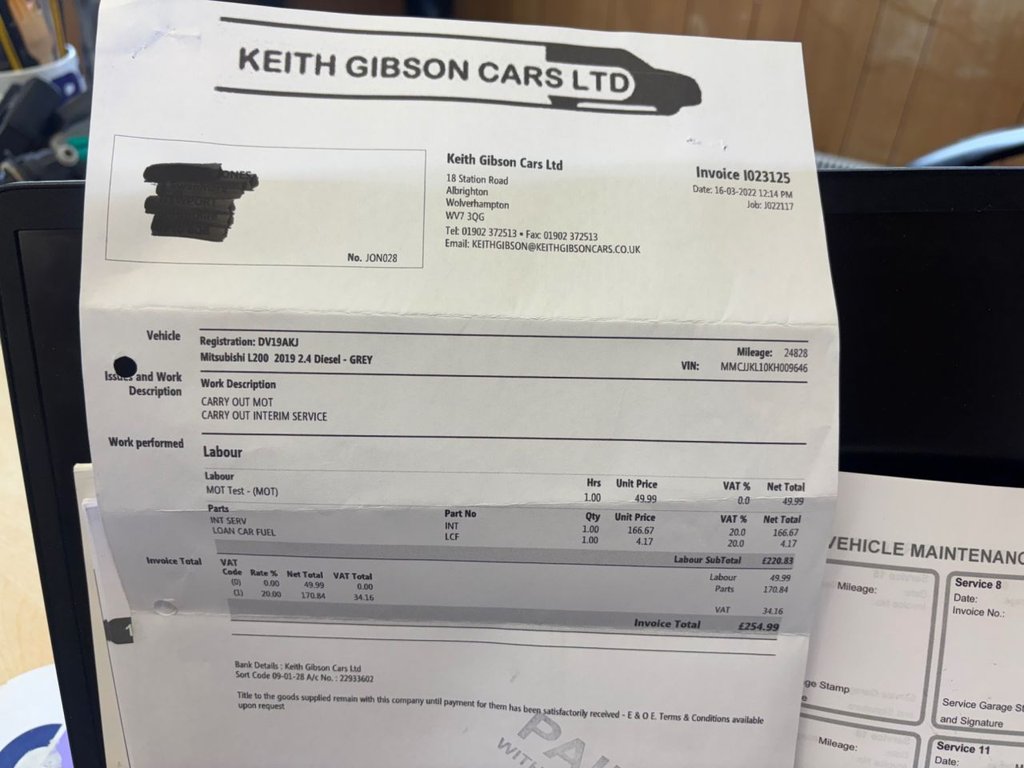 KEITH GIBSON CARS LTD
No. JON028
Keith Gibson Cars Ltd
18 Station Road
Albrighton
Wolverhampton
WV7 3QG
Tel: 01902 372513 • Fax: 01902 372513
Email: KEITHGIBSON@KEITHGIBSONCARS.CO.UK
Invoice I023125
Date: 16-03-2022 12:14 PM
Job: J022117
Vehicle
Registration: DV19AKJ
Mitsubishi L200 2019 2.4 Diesel - GREY
Mileage: 24828
VIN: MMCJJKL10KH009646
Issues and Work Description
Work Description
CARRY OUT MOT
CARRY OUT INTERIM SERVICE
Work performed
Labour
Labour Hrs Unit Price VAT % Net Total
MOT Test - (MOT) 1.00 49.99 0.0 49.99
Parts Part No Qty Unit Price VAT % Net Total
INT SERV INT 1.00 166.67 20.0 166.67
LOAN CAR FUEL LCF 1.00 4.17 20.0 4.17
Labour SubTotal £220.83
Invoice Total
VAT
Code Rate % Net Total VAT Total
(0) 0.00 49.99 0.00
(1) 20.00 170.84 34.16
Labour 49.99
Parts 170.84
VAT 34.16
Invoice Total £254.99
Bank Details : Keith Gibson Cars Ltd
Sort Code 09-01-28 A/c No. : 22933602
Title to the goods supplied remain with this company until payment for them has been satisfactorily received - E & O E. Terms & Conditions available
upon request
VEHICLE MAINTENANC
Mileage:
Service 8
Date:
Invoice No.:
ge Stamp
Service Garage St
and Signature
Mileage:
Service 11
Date: